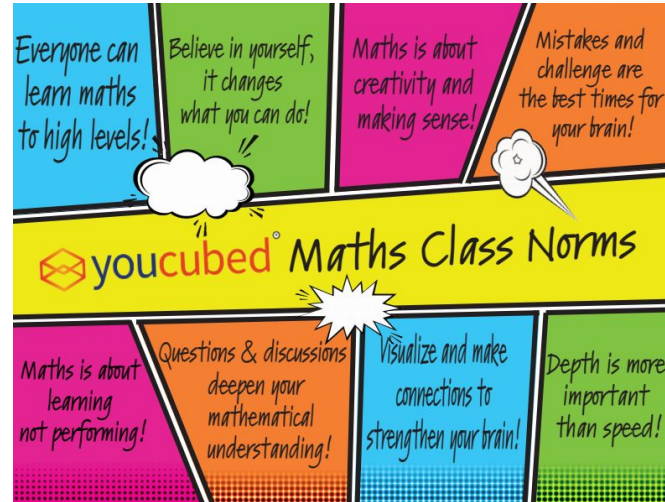 Everyone can
learn maths
to high levels!
Believe in yourself,
it changes
what you can do!
Maths is about
creativity and
making sense!
Mistakes and
challenge are
the best times for
your brain!
youcubed® Maths Class Norms
Maths is about
learning
not performing!
Questions & discussions
deepen your
mathematical
understanding!
Visualize and make
connections to
strengthen your brain!
Depth is more
important
than speed!